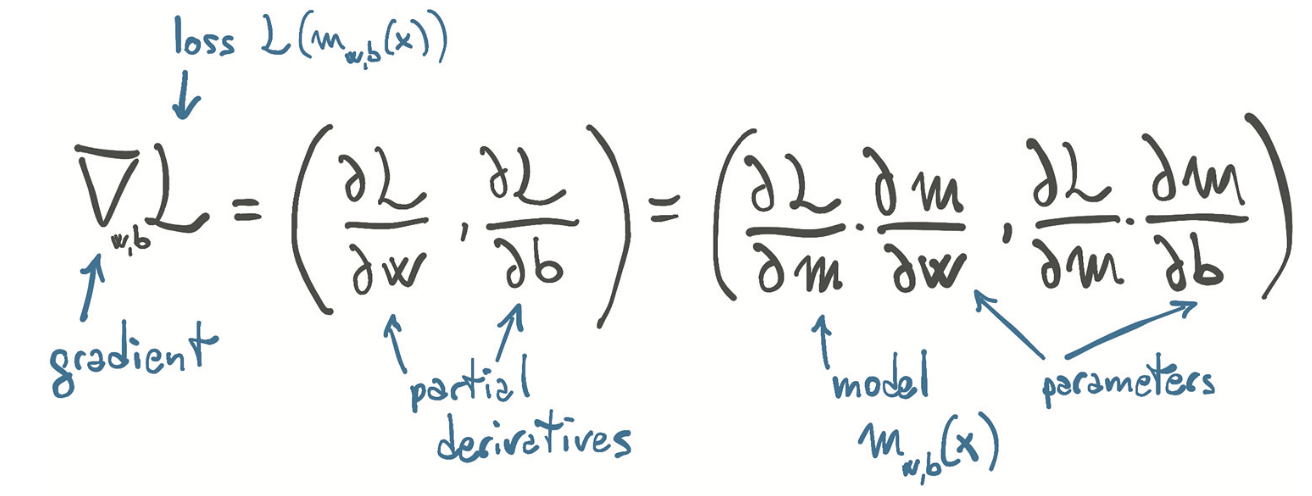 loss L(m_w,b(x))
∇_w,b L = (∂L/∂w , ∂L/∂b) = (∂L/∂m · ∂m/∂w , ∂L/∂m · ∂m/∂b)
gradient
partial
derivatives
model
m_w,b(x)
parameters